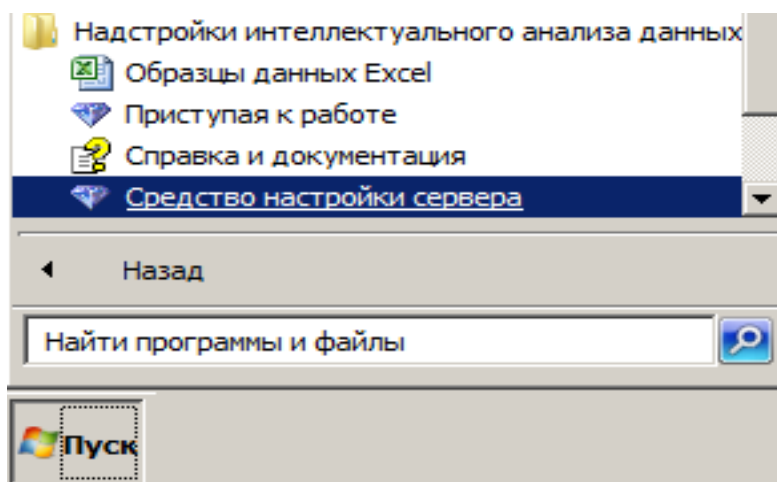 Надстройки интеллектуального анализа данных
Образцы данных Excel
Приступая к работе
Справка и документация
Средство настройки сервера
Назад
Найти программы и файлы
Пуск